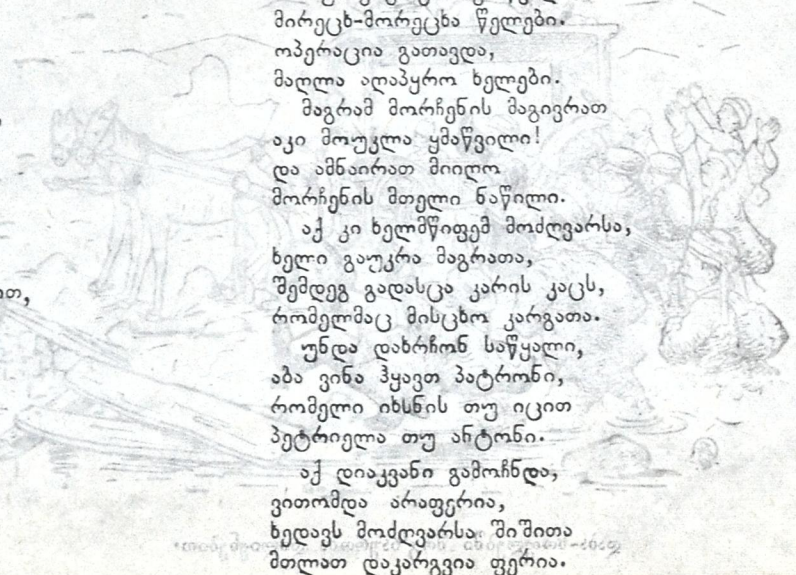 მირეცხ-მორეცხა წელები.
ოპერაცია გათავდა,
მაღლა აღაპყრო ხელები.
მაგრამ მორჩენის მაგივრათ
აკი მოუკლა ყმაწვილი!
და ამნაირათ მიიღო
მორჩენის მთელი ნაწილი.
აქ კი ხელმწიფემ მოძღვარსა,
ხელი გაუკრა მაგრათა,
ით,
შემდეგ გადასცა კარის კაცს,
რომელმაც მისცხო კარგათა.
უნდა დახრჩონ საწყალი,
აბა ვინა ჰყავთ პატრონი,
რომელი იხსნის თუ იცით
პეტრიელა თუ ანტონი.
აქ დიაკვანი გამოჩნდა,
ვითომდა არაფერია,
ხედავს მოძღვარსა შიშითა
მთლათ დაკარგვია ფერია.